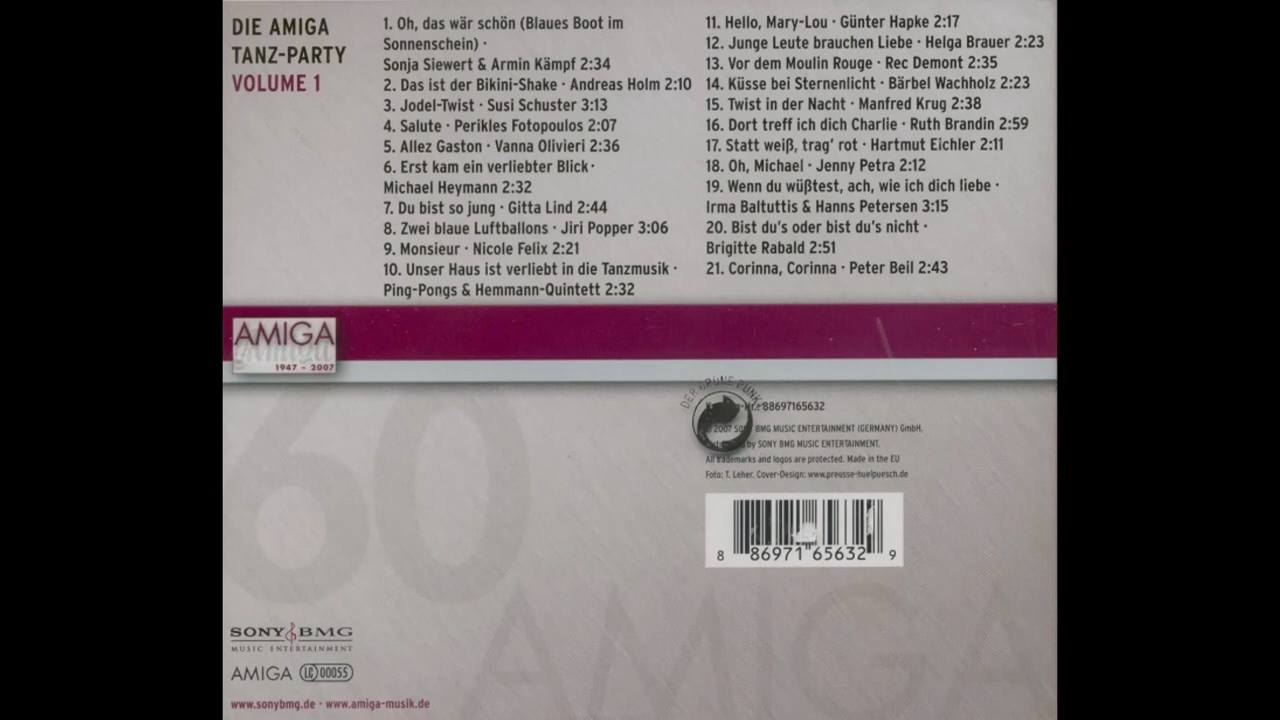 DIE AMIGA
TANZ-PARTY
VOLUME 1
1. Oh, das wär schön (Blaues Boot im
Sonnenschein) ·
Sonja Siewert & Armin Kämpf 2:34
2. Das ist der Bikini-Shake · Andreas Holm 2:10
3. Jodel-Twist · Susi Schuster 3:13
4. Salute · Perikles Fotopoulos 2:07
5. Allez Gaston · Vanna Olivieri 2:36
6. Erst kam ein verliebter Blick·
Michael Heymann 2:32
7. Du bist so jung · Gitta Lind 2:44
8. Zwei blaue Luftballons · Jiri Popper 3:06
9. Monsieur · Nicole Felix 2:21
10. Unser Haus ist verliebt in die Tanzmusik ·
Ping-Pongs & Hemmann-Quintett 2:32
11. Hello, Mary-Lou · Günter Hapke 2:17
12. Junge Leute brauchen Liebe · Helga Brauer 2:23
13. Vor dem Moulin Rouge · Rec Demont 2:35
14. Küsse bei Sternenlicht · Bärbel Wachholz 2:23
15. Twist in der Nacht · Manfred Krug 2:38
16. Dort treff ich dich Charlie · Ruth Brandin 2:59
17. Statt weiß, trag' rot · Hartmut Eichler 2:11
18. Oh, Michael · Jenny Petra 2:12
19. Wenn du wüßtest, ach, wie ich dich liebe ·
Irma Baltuttis & Hanns Petersen 3:15
20. Bist du's oder bist du's nicht ·
Brigitte Rabald 2:51
21. Corinna, Corinna · Peter Beil 2:43
AMIGA
Amiga
1947 - 2007
60
AMIGA
DER GRÜNE PUNKT
88697165632
2007 BMG MUSIC ENTERTAINMENT (GERMANY) GmbH.
by SONY BMG MUSIC ENTERTAINMENT.
All trademarks and logos are protected. Made in the EU
Foto: T. Leher. Cover-Design: www.preusse-huelpuesch.de
8 86971 65632 9
SONY BMG
MUSIC ENTERTAINMENT
AMIGA LC 00055
www.sonybmg.de · www.amiga-musik.de